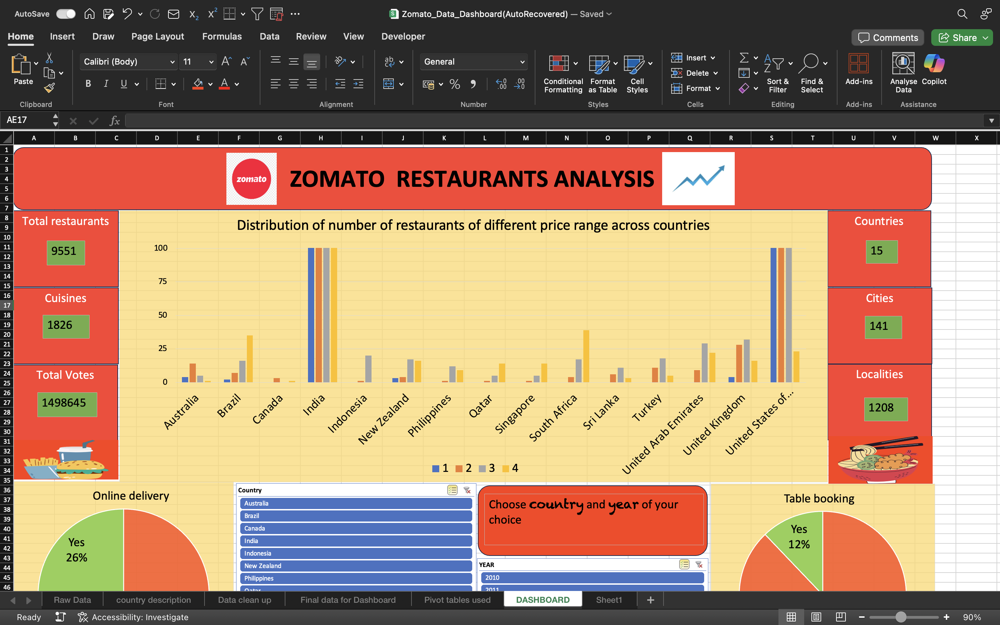 AutoSave
X₂ X² ...
Zomato_Data_Dashboard(AutoRecovered) — Saved
Home Insert Draw Page Layout Formulas Data Review View Developer
Comments Share
Paste
Calibri (Body) 11 A^ A˅
B I U A
ab
General
% 9 .00 .00
Conditional Formatting
Format as Table
Cell Styles
Insert
Delete
Format
Σ
A
Z
Sort & Filter
Find & Select
Add-ins
Analyse Data
Copilot
Clipboard Font Alignment Number Styles Cells Editing Add-ins Assistance
AE17 fx
A B C D E F G H I J K L M N O P Q R S T U V W X
1
2
3
4
5
6
7
8
9
10
11
12
13
14
15
16
17
18
19
20
21
22
23
24
25
26
27
28
29
30
31
32
33
34
35
36
37
38
39
40
41
42
43
44
45
46
zomato
ZOMATO RESTAURANTS ANALYSIS
Total restaurants
9551
Cuisines
1826
Total Votes
1498645
Distribution of number of restaurants of different price range across countries
100
75
50
25
0
Australia
Brazil
Canada
India
Indonesia
New Zealand
Philippines
Qatar
Singapore
South Africa
Sri Lanka
Turkey
United Arab Emirates
United Kingdom
United States of...
1 2 3 4
Countries
15
Cities
141
Localities
1208
Online delivery
Yes
26%
Country
Australia
Brazil
Canada
India
Indonesia
New Zealand
Philippines
Qatar
Choose country and year of your
choice
YEAR
2010
2011
Table booking
Yes
12%
Raw Data country description Data clean up Final data for Dashboard Pivot tables used DASHBOARD Sheet1 +
Ready Accessibility: Investigate − + 90%